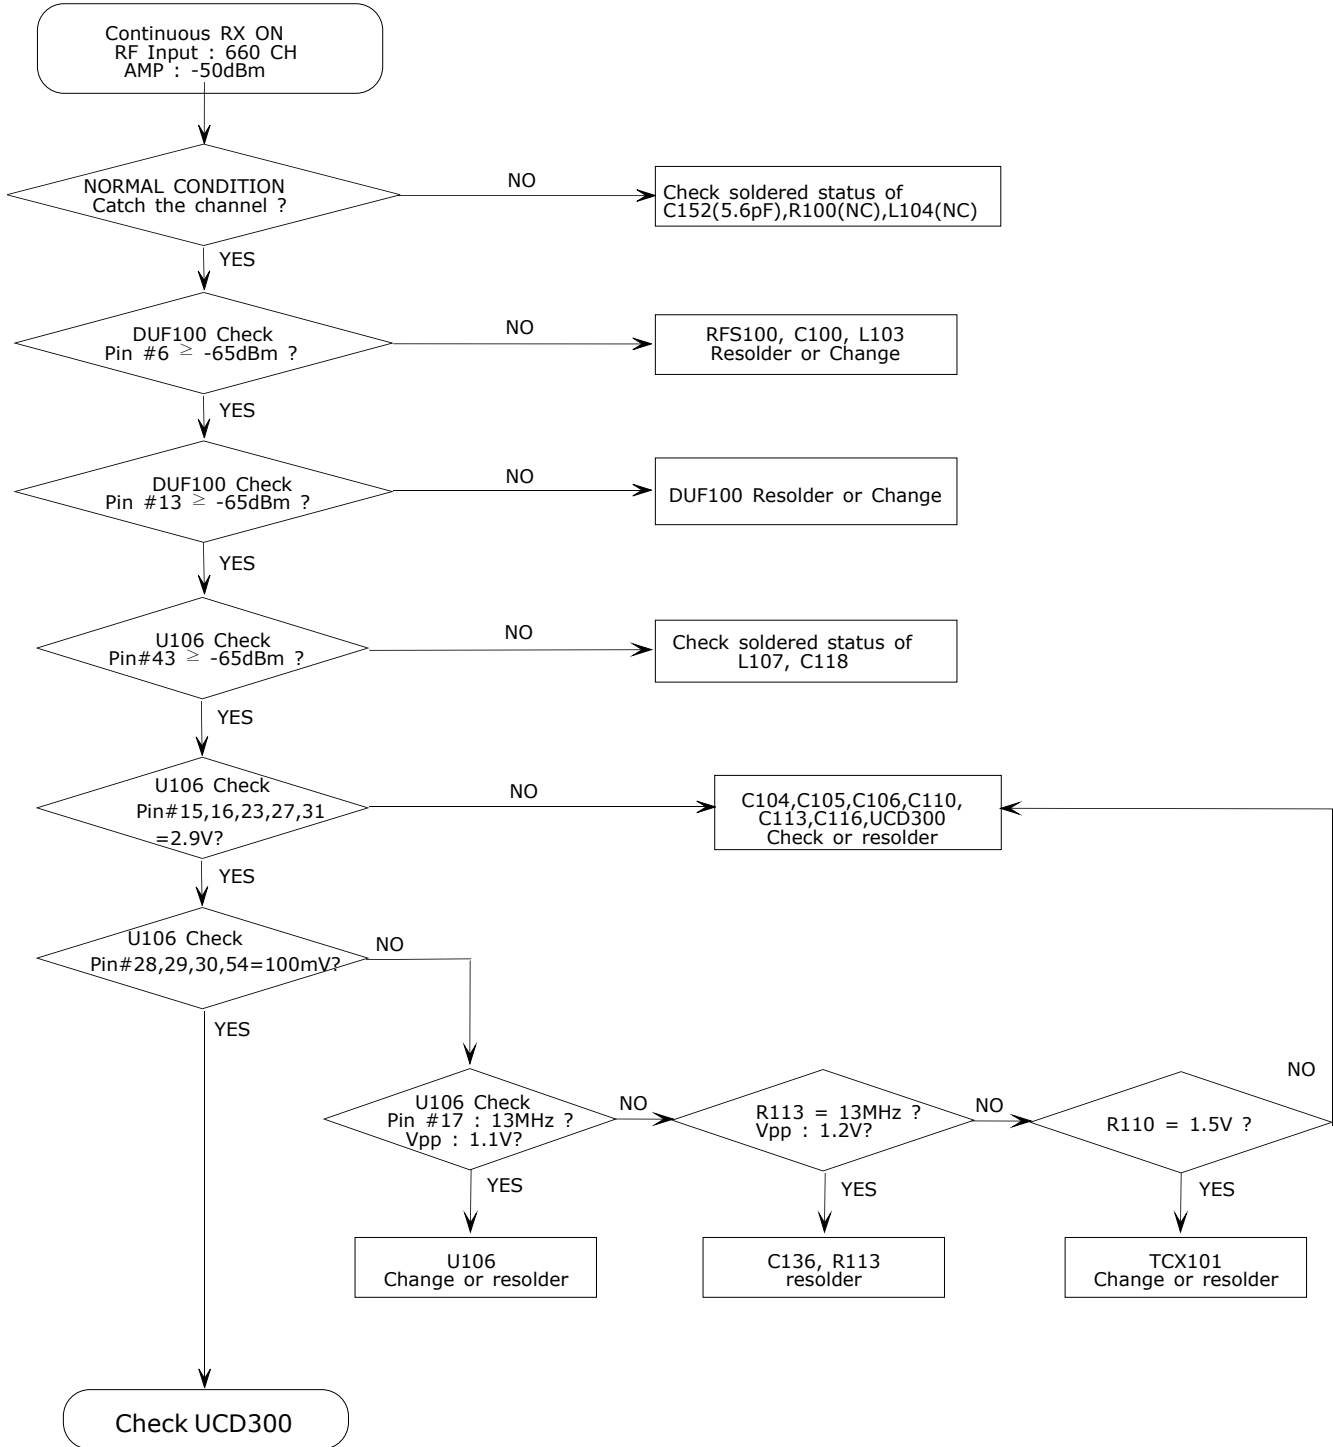 Continuous RX ON
RF Input : 660 CH
AMP : -50dBm
NORMAL CONDITION
Catch the channel ?
NO
Check soldered status of
C152(5.6pF),R100(NC),L104(NC)
YES
DUF100 Check
Pin #6 ≥ -65dBm ?
NO
RFS100, C100, L103
Resolder or Change
YES
DUF100 Check
Pin #13 ≥ -65dBm ?
NO
DUF100 Resolder or Change
YES
U106 Check
Pin#43 ≥ -65dBm ?
NO
Check soldered status of
L107, C118
YES
U106 Check
Pin#15,16,23,27,31
=2.9V?
NO
C104,C105,C106,C110,
C113,C116,UCD300
Check or resolder
YES
U106 Check
Pin#28,29,30,54=100mV?
NO
YES
U106 Check
Pin #17 : 13MHz ?
Vpp : 1.1V?
NO
R113 = 13MHz ?
Vpp : 1.2V?
NO
R110 = 1.5V ?
NO
YES
YES
YES
U106
Change or resolder
C136, R113
resolder
TCX101
Change or resolder
Check UCD300